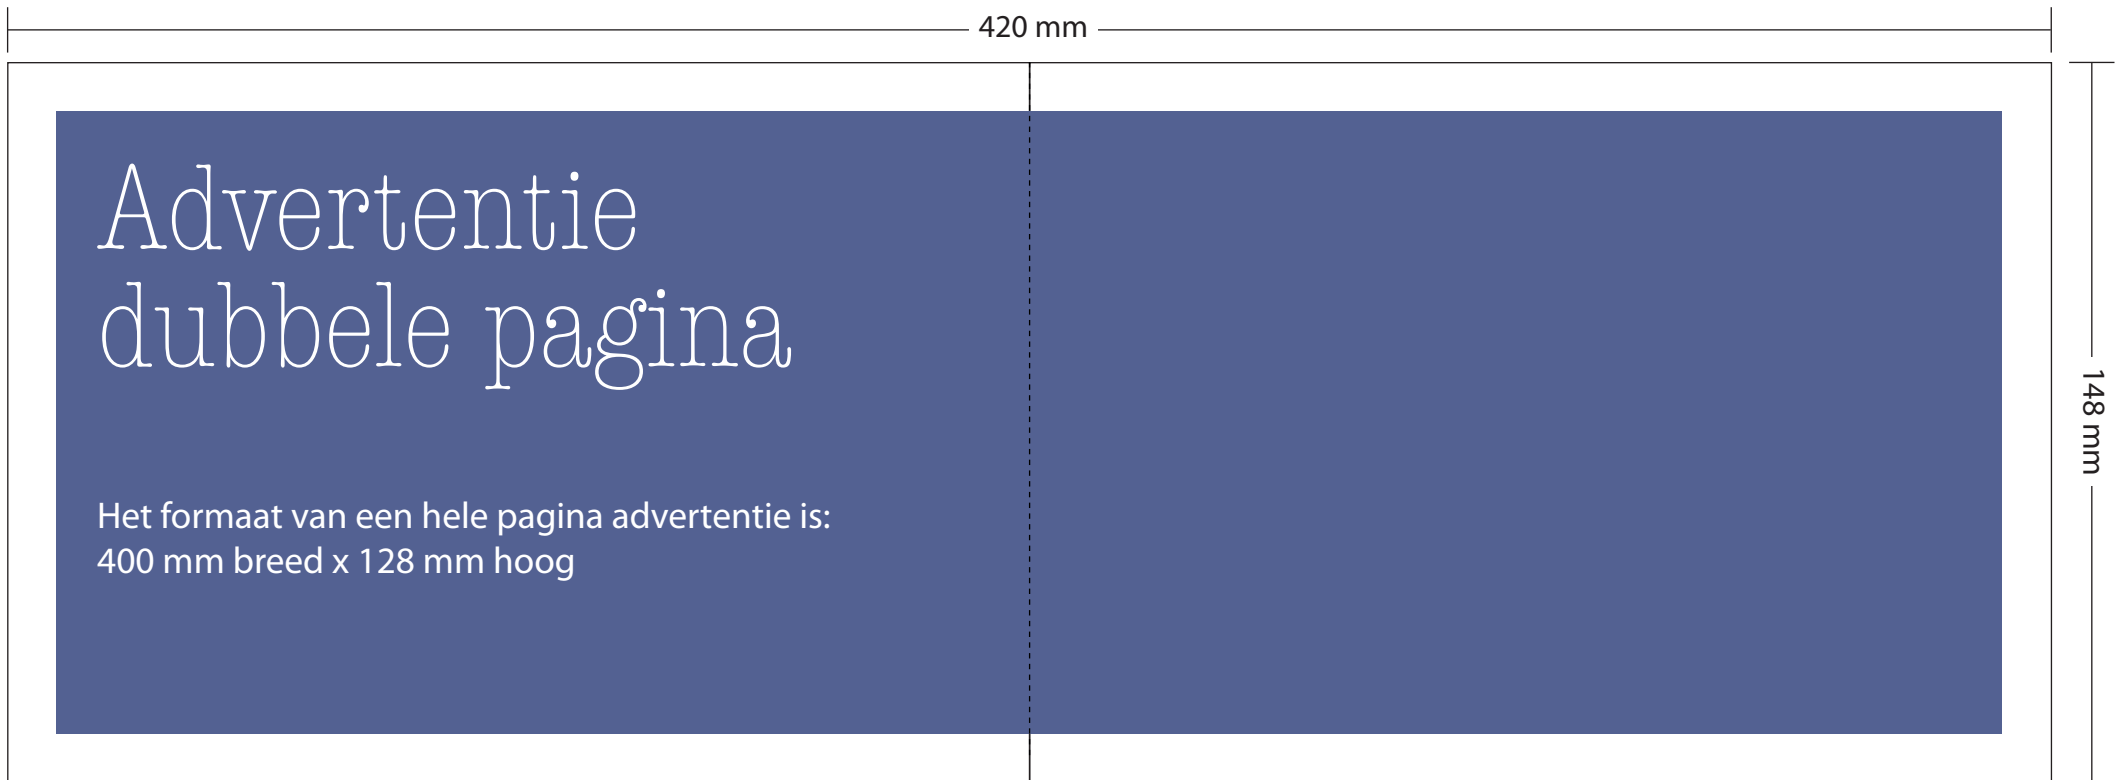 420 mm
Advertentie
dubbele pagina
148 mm
Het formaat van een hele pagina advertentie is:
400 mm breed x 128 mm hoog